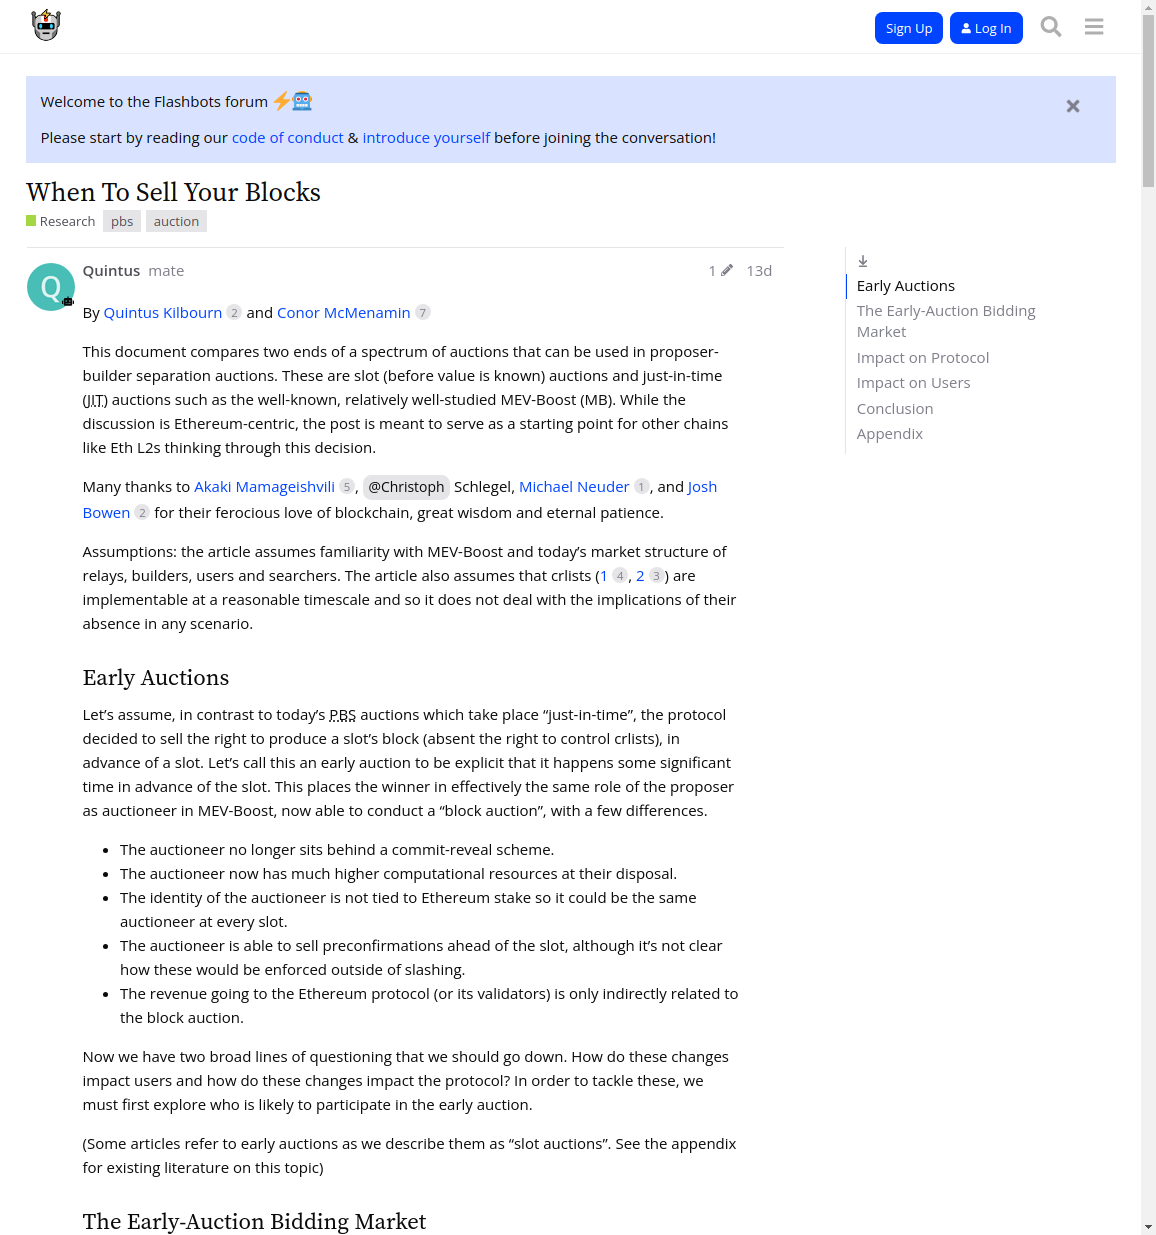 Sign Up
Log In
Welcome to the Flashbots forum
Please start by reading our code of conduct & introduce yourself before joining the conversation!
When To Sell Your Blocks
Research pbs auction
Quintus mate 1 13d
Q
By Quintus Kilbourn 2 and Conor McMenamin 7
This document compares two ends of a spectrum of auctions that can be used in proposer-
builder separation auctions. These are slot (before value is known) auctions and just-in-time
(JIT) auctions such as the well-known, relatively well-studied MEV-Boost (MB). While the
discussion is Ethereum-centric, the post is meant to serve as a starting point for other chains
like Eth L2s thinking through this decision.
Many thanks to Akaki Mamageishvili 5, @Christoph Schlegel, Michael Neuder 1, and Josh
Bowen 2 for their ferocious love of blockchain, great wisdom and eternal patience.
Assumptions: the article assumes familiarity with MEV-Boost and today’s market structure of
relays, builders, users and searchers. The article also assumes that crlists (1 4, 2 3) are
implementable at a reasonable timescale and so it does not deal with the implications of their
absence in any scenario.
Early Auctions
Let’s assume, in contrast to today’s PBS auctions which take place “just-in-time”, the protocol
decided to sell the right to produce a slot’s block (absent the right to control crlists), in
advance of a slot. Let’s call this an early auction to be explicit that it happens some significant
time in advance of the slot. This places the winner in effectively the same role of the proposer
as auctioneer in MEV-Boost, now able to conduct a “block auction”, with a few differences.
• The auctioneer no longer sits behind a commit-reveal scheme.
• The auctioneer now has much higher computational resources at their disposal.
• The identity of the auctioneer is not tied to Ethereum stake so it could be the same
auctioneer at every slot.
• The auctioneer is able to sell preconfirmations ahead of the slot, although it’s not clear
how these would be enforced outside of slashing.
• The revenue going to the Ethereum protocol (or its validators) is only indirectly related to
the block auction.
Now we have two broad lines of questioning that we should go down. How do these changes
impact users and how do these changes impact the protocol? In order to tackle these, we
must first explore who is likely to participate in the early auction.
(Some articles refer to early auctions as we describe them as “slot auctions”. See the appendix
for existing literature on this topic)
The Early-Auction Bidding Market
Early Auctions
The Early-Auction Bidding
Market
Impact on Protocol
Impact on Users
Conclusion
Appendix